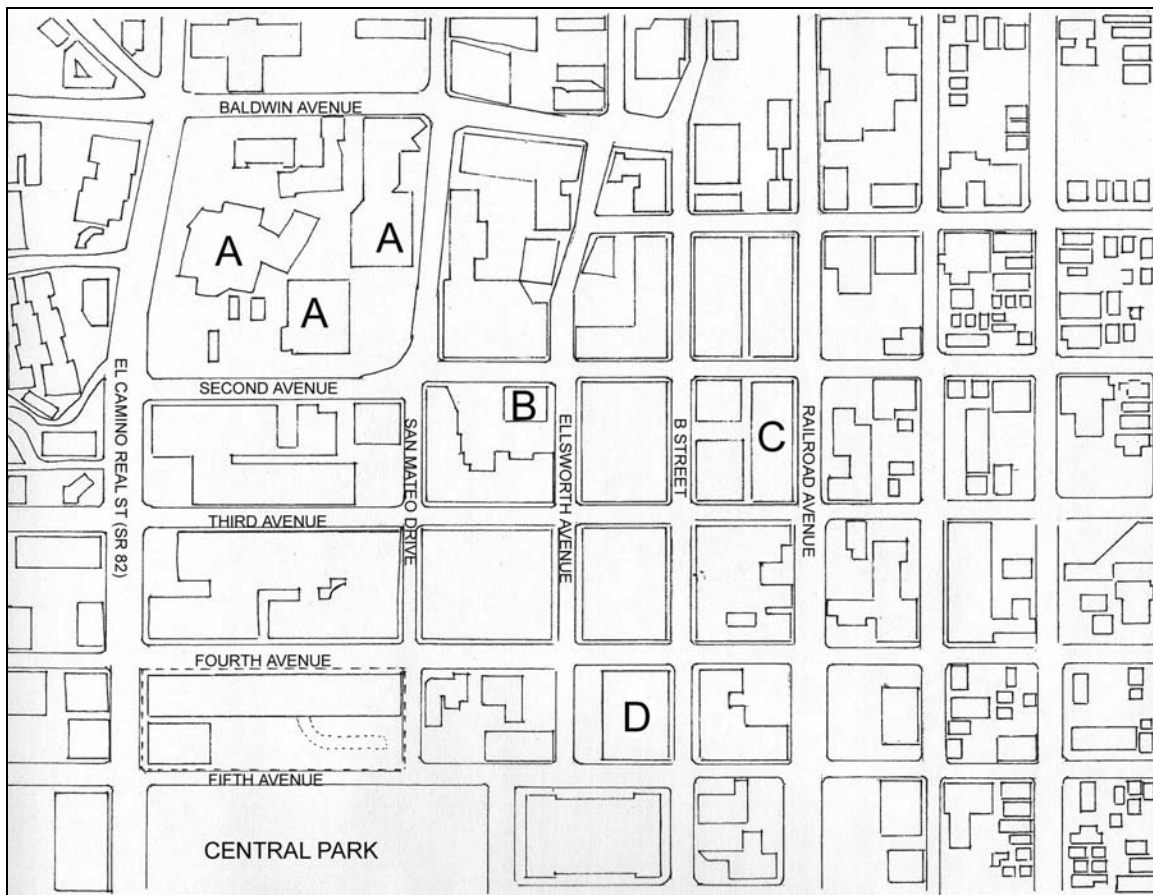 BALDWIN AVENUE
A
A
A
SECOND AVENUE
EL CAMINO REAL ST (SR 82)
SAN MATEO DRIVE
B
ELLSWORTH AVENUE
B STREET
C
RAILROAD AVENUE
THIRD AVENUE
FOURTH AVENUE
D
FIFTH AVENUE
CENTRAL PARK